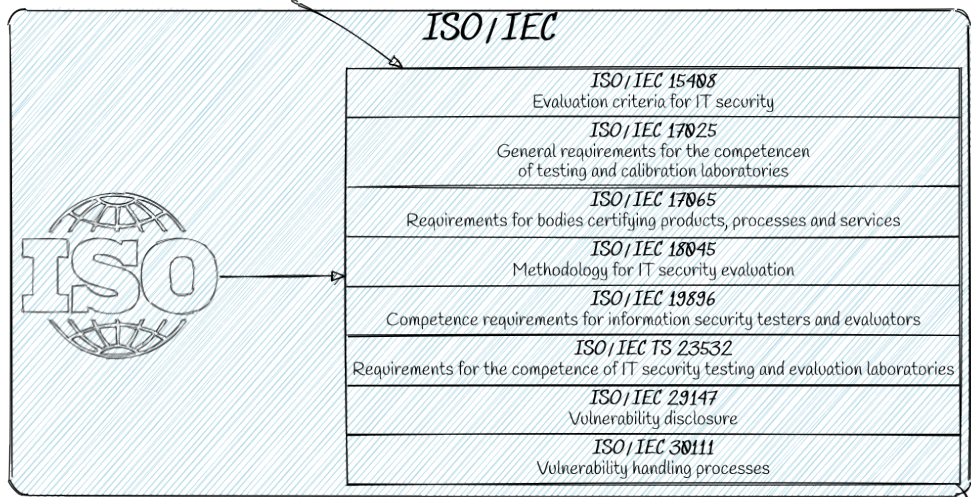 ISO/IEC
ISO/IEC 15408
Evaluation criteria for IT security
ISO/IEC 17025
General requirements for the competencen
of testing and calibration laboratories
ISO/IEC 17065
Requirements for bodies certifying products, processes and services
ISO
ISO/IEC 18045
Methodology for IT security evaluation
ISO/IEC 19896
Competence requirements for information security testers and evaluators
ISO/IEC TS 23532
Requirements for the competence of IT security testing and evaluation laboratories
ISO/IEC 29147
Vulnerability disclosure
ISO/IEC 30111
Vulnerability handling processes